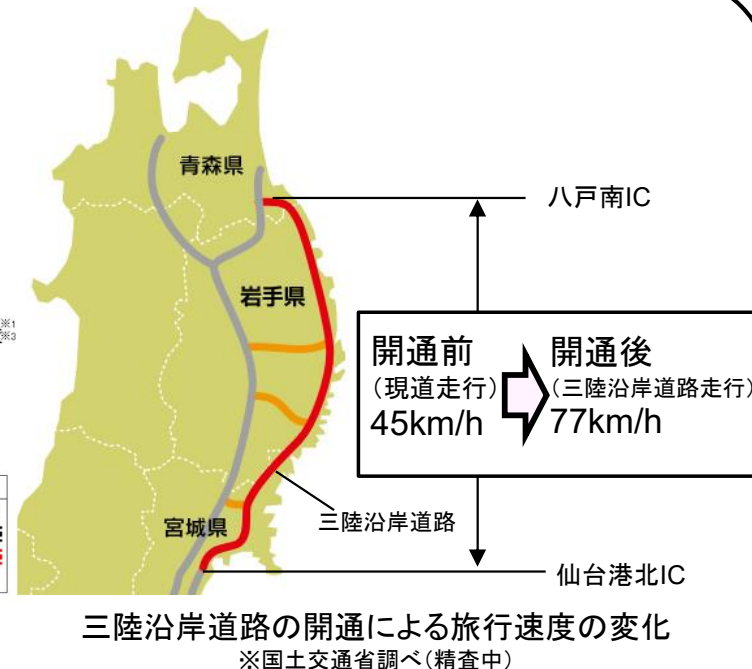 青森県
八戸南IC
岩手県
※1
※3
開通前
(現道走行)
45km/h
開通後
(三陸沿岸道路走行)
77km/h
宮城県
三陸沿岸道路
仙台港北IC
三陸沿岸道路の開通による旅行速度の変化
※国土交通省調べ(精査中)